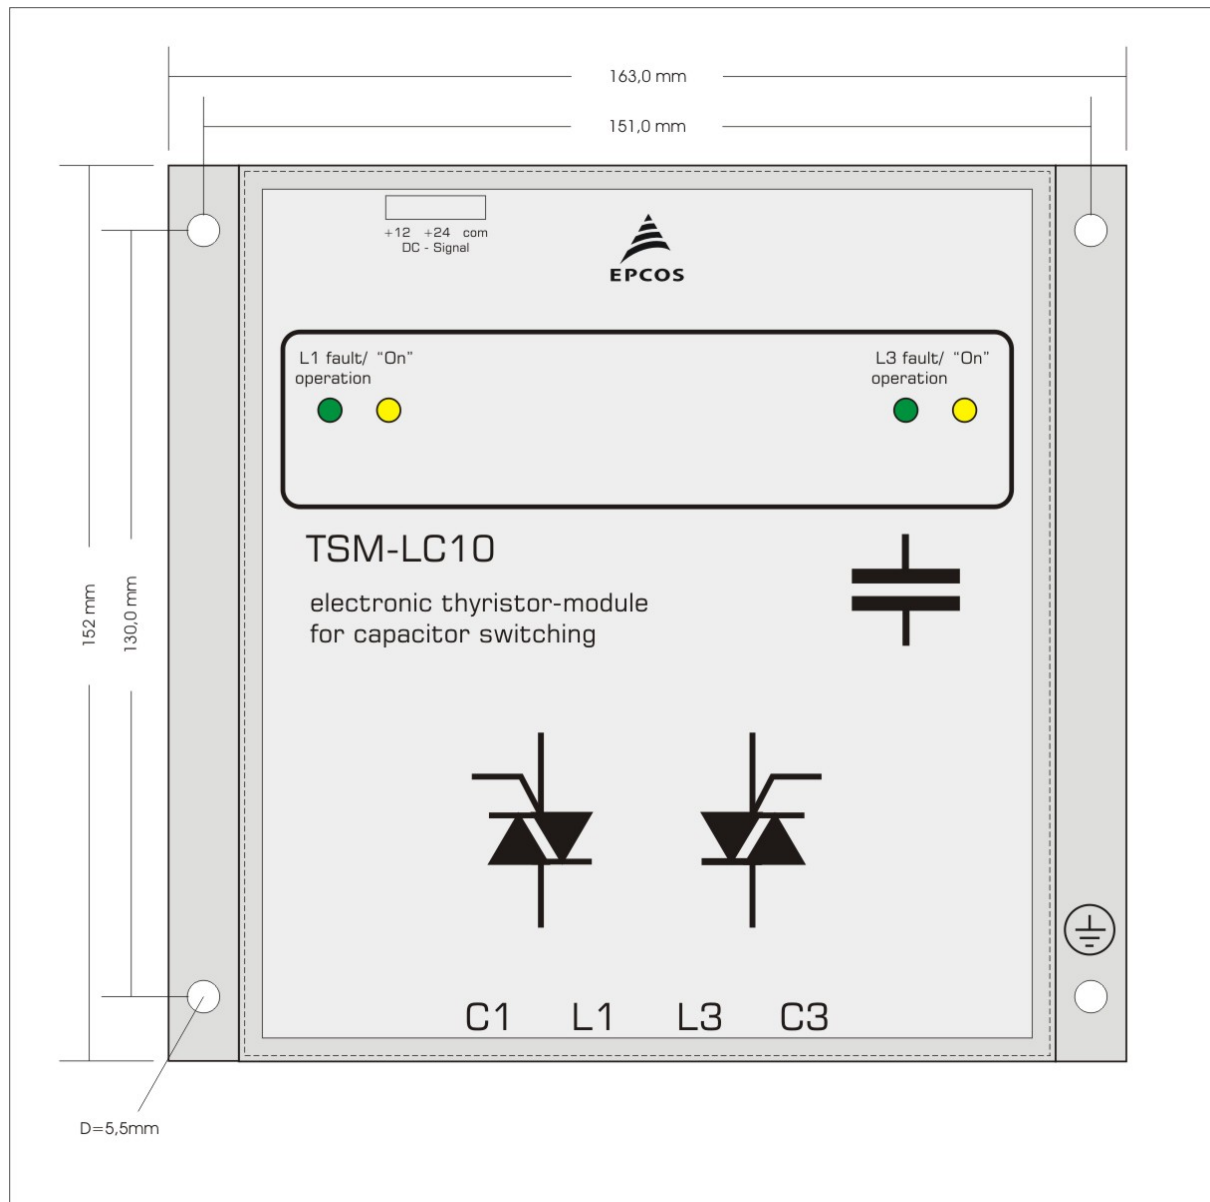 163,0 mm
151,0 mm
+12 +24 com
DC - Signal
EPCOS
L1 fault/ "On"
operation
L3 fault/ "On"
operation
TSM-LC10
electronic thyristor-module
for capacitor switching
152 mm
130,0 mm
C1 L1 L3 C3
D=5,5mm